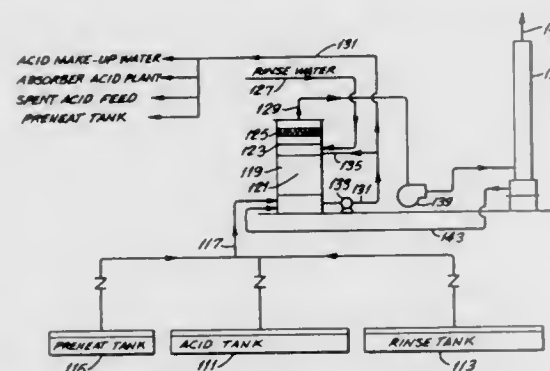 ACID MAKE-UP WATER
ABSORBER ACID PLANT
SPENT ACID FEED
PREHEAT TANK
131
RINSE WATER
127
129
125
123
119
121
135
133
131
139
143
117
PREHEAT TANK
ACID TANK
RINSE TANK
111
113